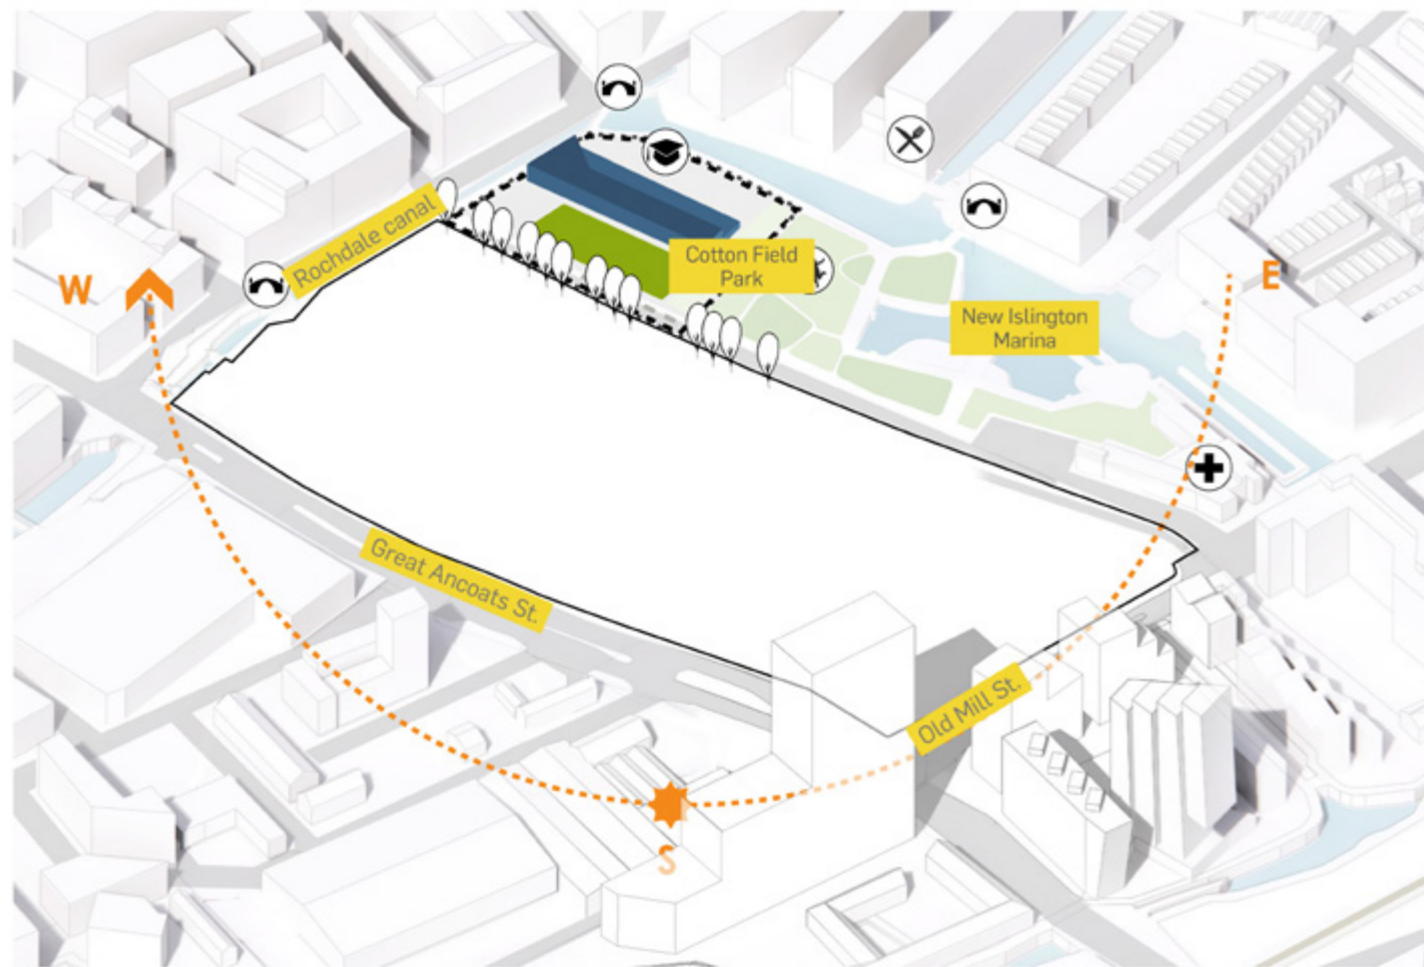 Rochdale canal
Cotton Field
Park
W
E
New Islington
Marina
Great Ancoats St.
Old Mill St.
S